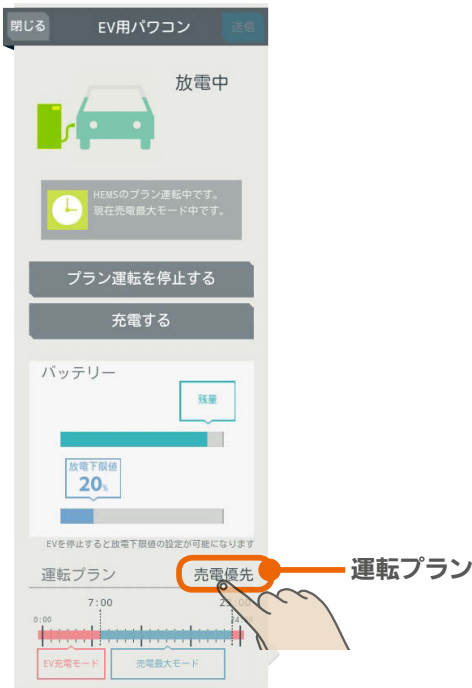 閉じる
EV用パワコン
送信
放電中
HEMSのプラン運転中です。
現在売電最大モード中です。
プラン運転を停止する
充電する
バッテリー
残量
放電下限値
20%
EVを停止すると放電下限値の設定が可能になります
運転プラン
売電優先
運転プラン
7:00
0:00
EV充電モード
売電最大モード